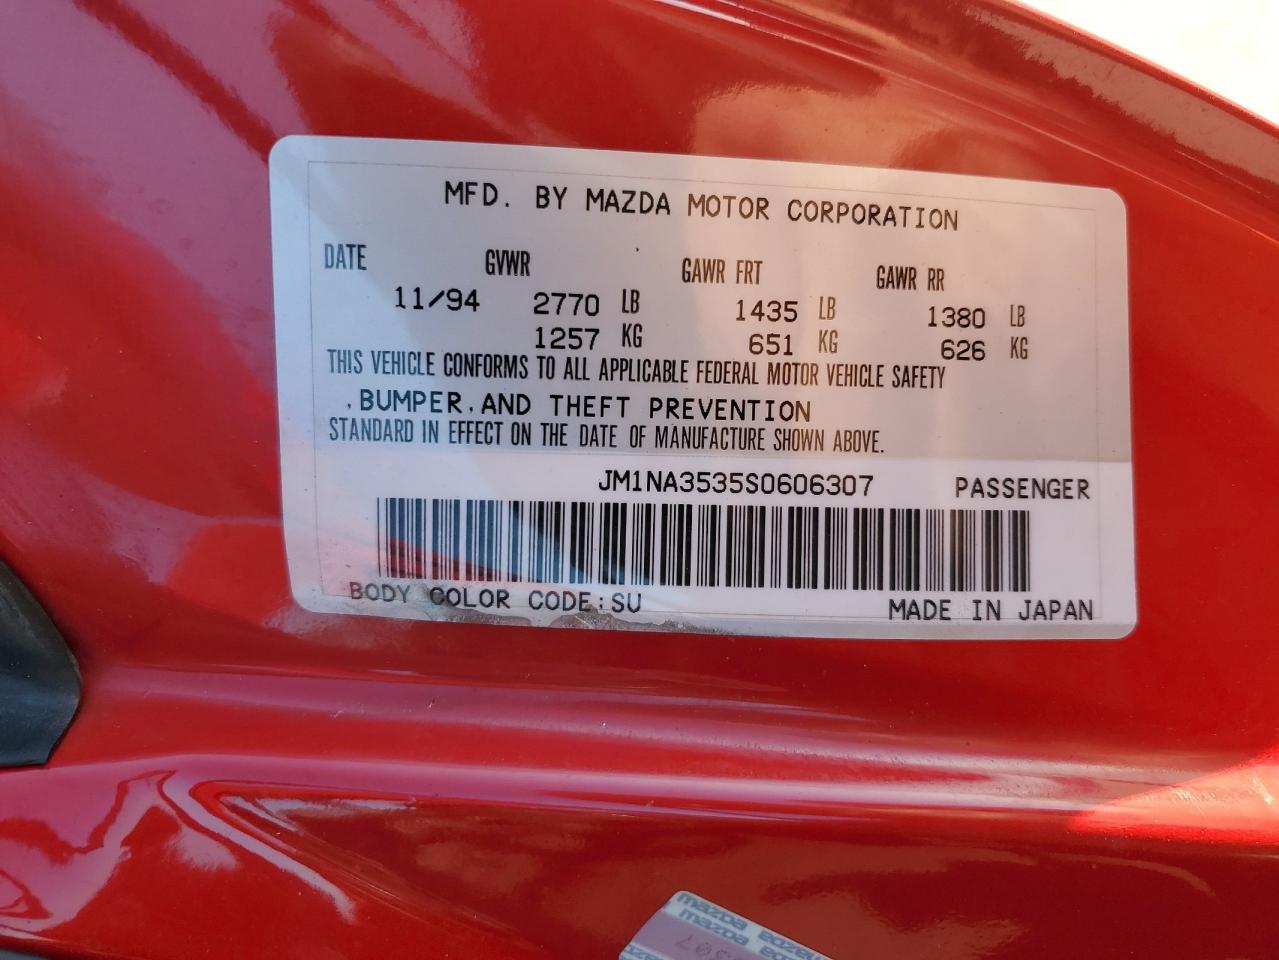 MFD. BY MAZDA MOTOR CORPORATION
DATE GVWR GAWR FRT GAWR RR
11/94 2770 LB 1435 LB 1380 LB
1257 KG 651 KG 626 KG
THIS VEHICLE CONFORMS TO ALL APPLICABLE FEDERAL MOTOR VEHICLE SAFETY
,BUMPER,AND THEFT PREVENTION
STANDARD IN EFFECT ON THE DATE OF MANUFACTURE SHOWN ABOVE.
JM1NA3535S0606307 PASSENGER
BODY COLOR CODE:SU MADE IN JAPAN
mazda
mazda mazda